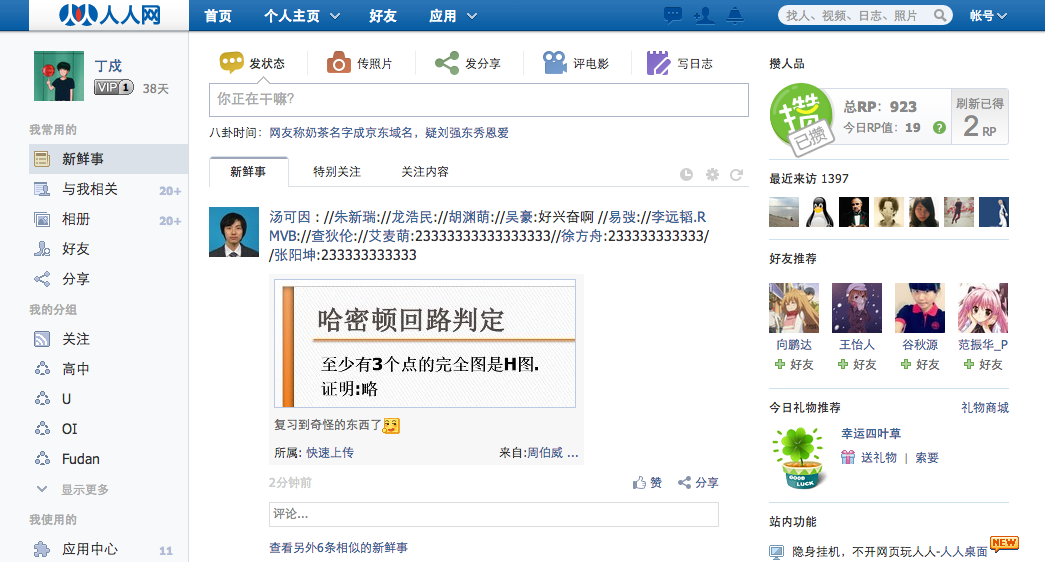 人人网
首页 个人主页 好友 应用
找人、视频、日志、照片
帐号
丁戍
VIP 1 38天
我常用的
新鲜事
与我相关 20+
相册 20+
好友
分享
我的分组
关注
高中
U
OI
Fudan
显示更多
我使用的
应用中心 11
发状态 传照片 发分享 评电影 写日志
你正在干嘛?
八卦时间：网友称奶茶名字成京东域名，疑刘强东秀恩爱
新鲜事 特别关注 关注内容
汤可因：//朱新瑞://龙浩民://胡渊萌://吴豪:好兴奋啊 //易弢://李远韬.R
MVB://查狄伦://艾麦萌:23333333333333333//徐方舟:233333333333/
/张阳坤:233333333333
哈密顿回路判定
至少有3个点的完全图是H图.
证明:略
复习到奇怪的东西了
所属: 快速上传 来自:周伯威 ...
2分钟前 赞 分享
评论...
查看另外6条相似的新鲜事
攒人品
攒
已攒
总RP：923
今日RP值：19 ?
刷新已得
2 RP
最近来访 1397
好友推荐
向鹏达 王怡人 谷秋源 范振华_P
好友 好友 好友 好友
今日礼物推荐 礼物商城
GOOD
LUCK
幸运四叶草
送礼物 | 索要
站内功能
隐身挂机，不开网页玩人人-人人桌面 NEW